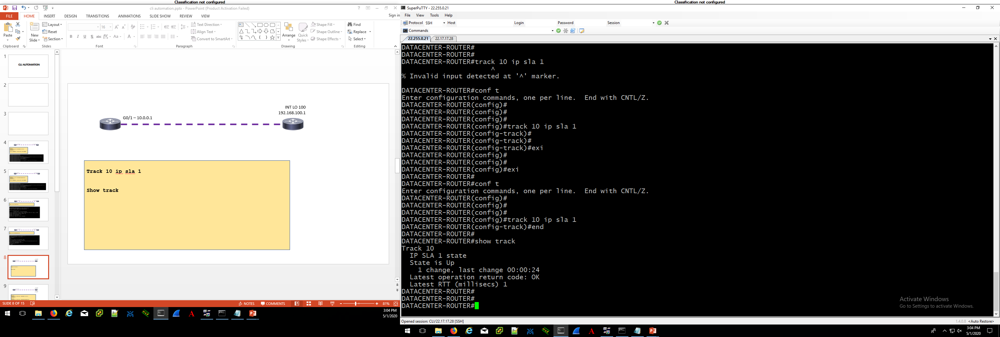 Classification not configured
cli automation.pptx - PowerPoint (Product Activation Failed)
FILE HOME INSERT DESIGN TRANSITIONS ANIMATIONS SLIDE SHOW REVIEW VIEW Sign in
Paste
New Slide
Layout
Reset
Section
16
B I U S abc AV Aa A
Text Direction
Align Text
Convert to SmartArt
Arrange
Quick Styles
Shape Fill
Shape Outline
Shape Effects
Find
Replace
Select
Clipboard Slides Font Paragraph Drawing Editing
1
CLI AUTOMATION
2
3
4
5
6
7
8
9
INT LO 100
192.168.100.1
G0/1 – 10.0.0.1
Track 10 ip sla 1
Show track
SLIDE 8 OF 15 NOTES COMMENTS 81%
3:04 PM
5/1/2020
Classification not configured
SuperPuTTY - 22.255.0.21
File View Tools Help
Protocol SSH Host Login Password Session
Commands
22.255.0.21 22.17.17.28
DATACENTER-ROUTER#
DATACENTER-ROUTER#
DATACENTER-ROUTER#track 10 ip sla 1
^
% Invalid input detected at '^' marker.
DATACENTER-ROUTER#conf t
Enter configuration commands, one per line.  End with CNTL/Z.
DATACENTER-ROUTER(config)#
DATACENTER-ROUTER(config)#
DATACENTER-ROUTER(config)#
DATACENTER-ROUTER(config)#track 10 ip sla 1
DATACENTER-ROUTER(config-track)#
DATACENTER-ROUTER(config-track)#
DATACENTER-ROUTER(config-track)#exi
DATACENTER-ROUTER(config)#
DATACENTER-ROUTER(config)#
DATACENTER-ROUTER(config)#exi
DATACENTER-ROUTER#
DATACENTER-ROUTER#conf t
Enter configuration commands, one per line.  End with CNTL/Z.
DATACENTER-ROUTER(config)#
DATACENTER-ROUTER(config)#
DATACENTER-ROUTER(config)#
DATACENTER-ROUTER(config)#track 10 ip sla 1
DATACENTER-ROUTER(config-track)#end
DATACENTER-ROUTER#
DATACENTER-ROUTER#show track
Track 10
IP SLA 1 state
State is Up
1 change, last change 00:00:24
Latest operation return code: OK
Latest RTT (millisecs) 1
DATACENTER-ROUTER#
DATACENTER-ROUTER#
DATACENTER-ROUTER#
Activate Windows
Go to Settings to activate Windows.
Opened session: CLI/22.17.17.28 [SSH] 1.4.0.8 <Auto Restore>
3:04 PM
5/1/2020